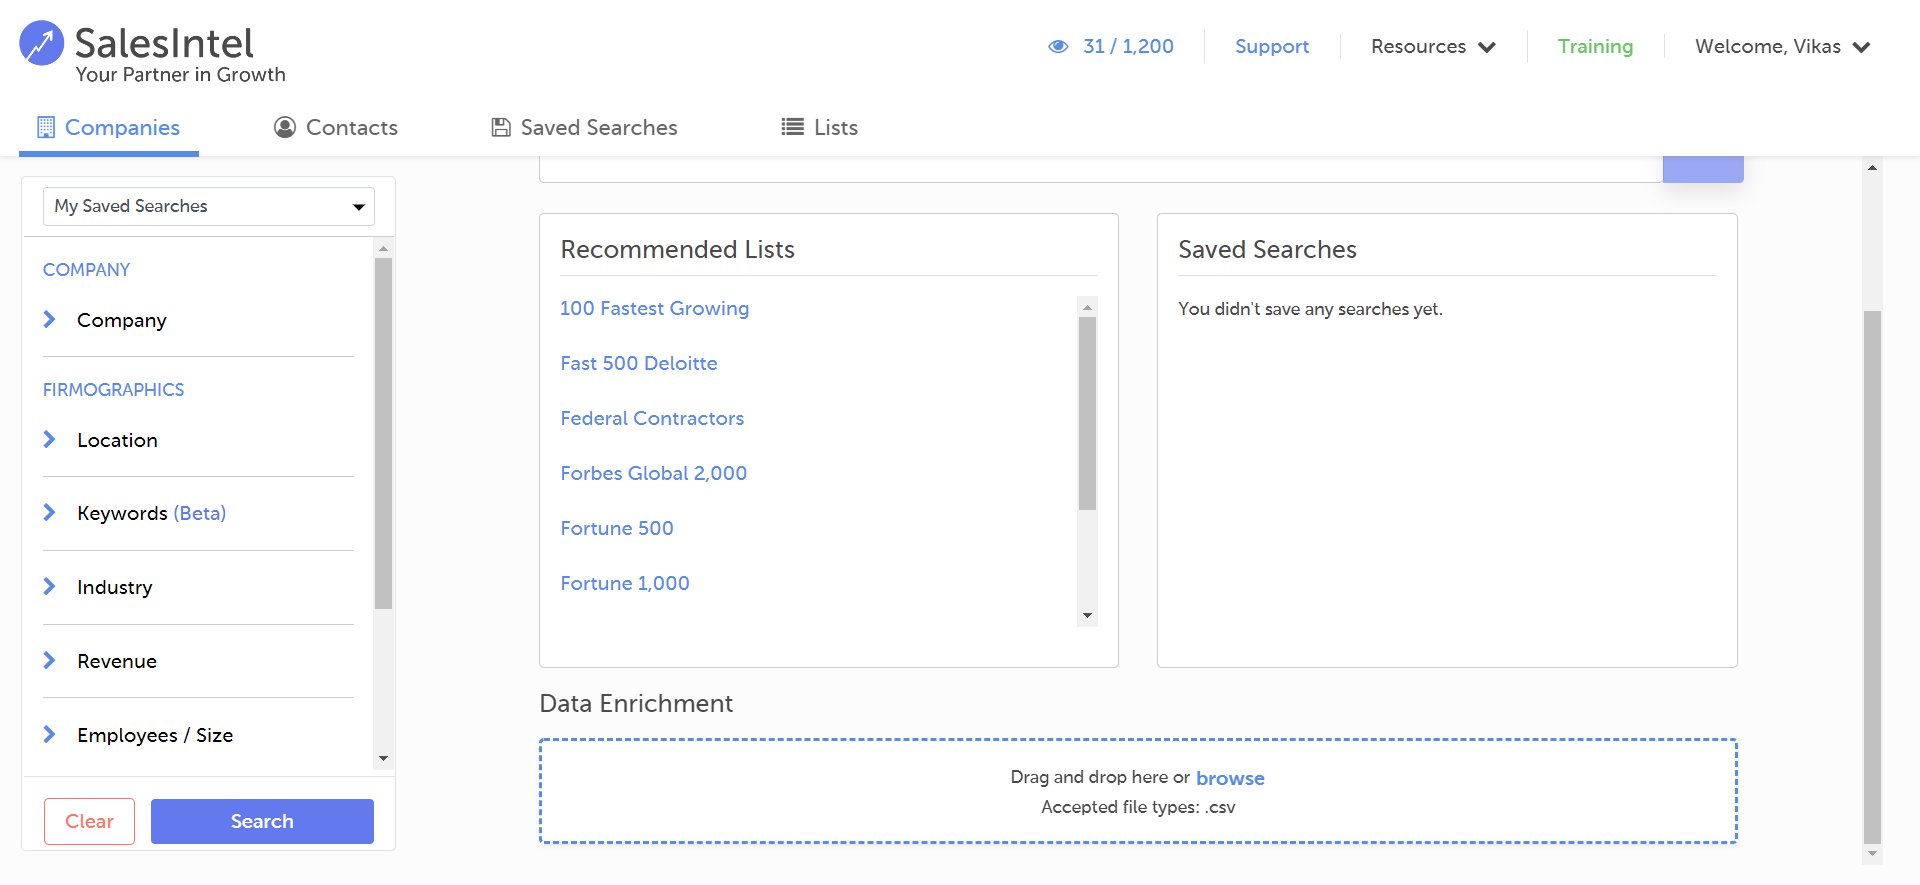 SalesIntel
Your Partner in Growth
31 / 1,200
Support
Resources
Training
Welcome, Vikas
Companies
Contacts
Saved Searches
Lists
My Saved Searches
COMPANY
Company
FIRMOGRAPHICS
Location
Keywords (Beta)
Industry
Revenue
Employees / Size
Clear
Search
Recommended Lists
100 Fastest Growing
Fast 500 Deloitte
Federal Contractors
Forbes Global 2,000
Fortune 500
Fortune 1,000
Saved Searches
You didn't save any searches yet.
Data Enrichment
Drag and drop here or browse
Accepted file types: .csv